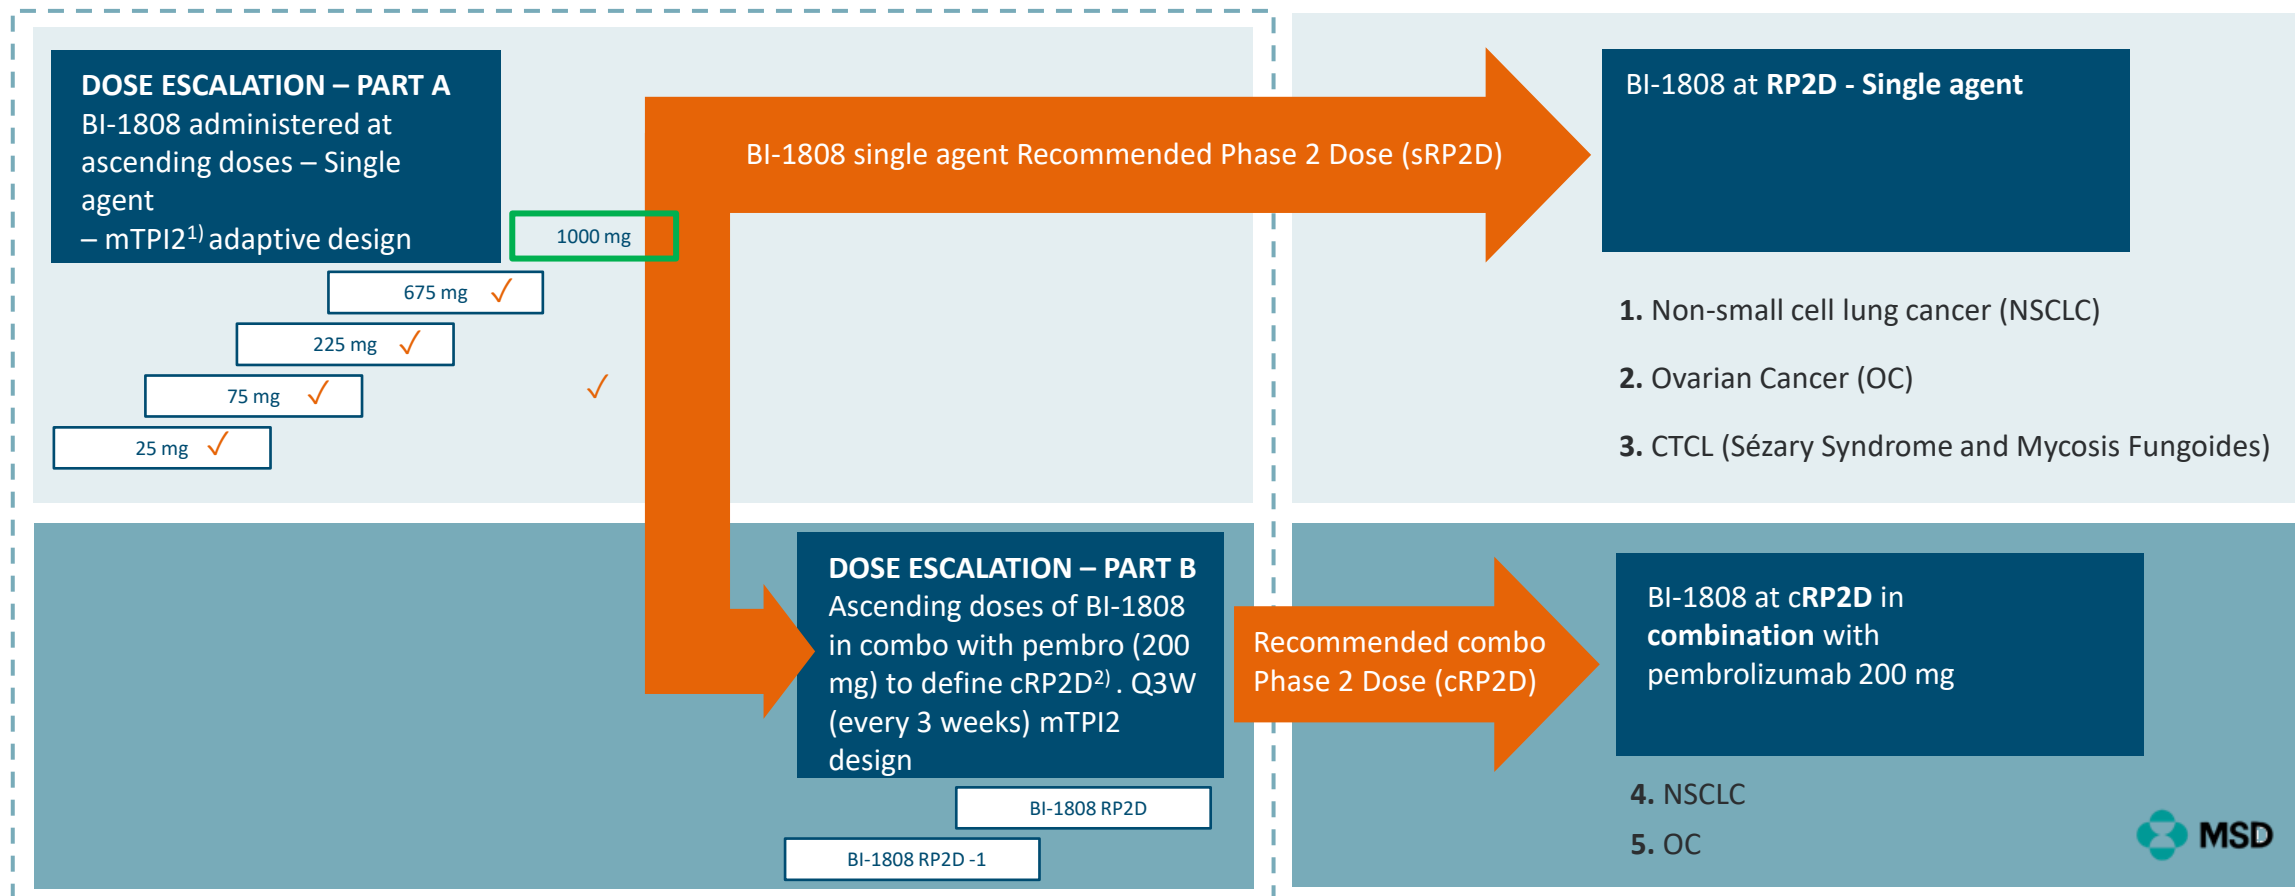 DOSE ESCALATION – PART A
BI-1808 administered at
ascending doses – Single
agent
– mTPI2¹⁾ adaptive design
1000 mg
675 mg ✓
225 mg ✓
75 mg ✓
✓
25 mg ✓
BI-1808 single agent Recommended Phase 2 Dose (sRP2D)
BI-1808 at RP2D - Single agent
1. Non-small cell lung cancer (NSCLC)
2. Ovarian Cancer (OC)
3. CTCL (Sézary Syndrome and Mycosis Fungoides)
DOSE ESCALATION – PART B
Ascending doses of BI-1808
in combo with pembro (200
mg) to define cRP2D²⁾. Q3W
(every 3 weeks) mTPI2
design
BI-1808 RP2D
BI-1808 RP2D -1
Recommended combo
Phase 2 Dose (cRP2D)
BI-1808 at cRP2D in
combination with
pembrolizumab 200 mg
4. NSCLC
5. OC
MSD